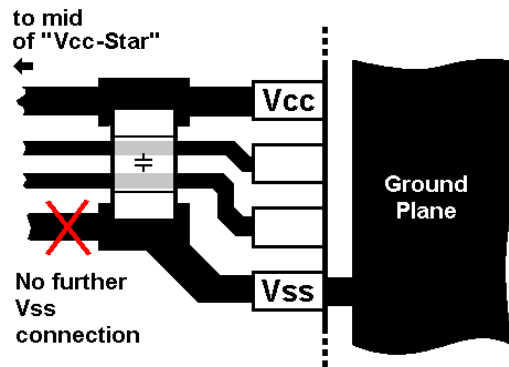 to mid
of "Vcc-Star"
Vcc
Ground
Plane
Vss
No further
Vss
connection